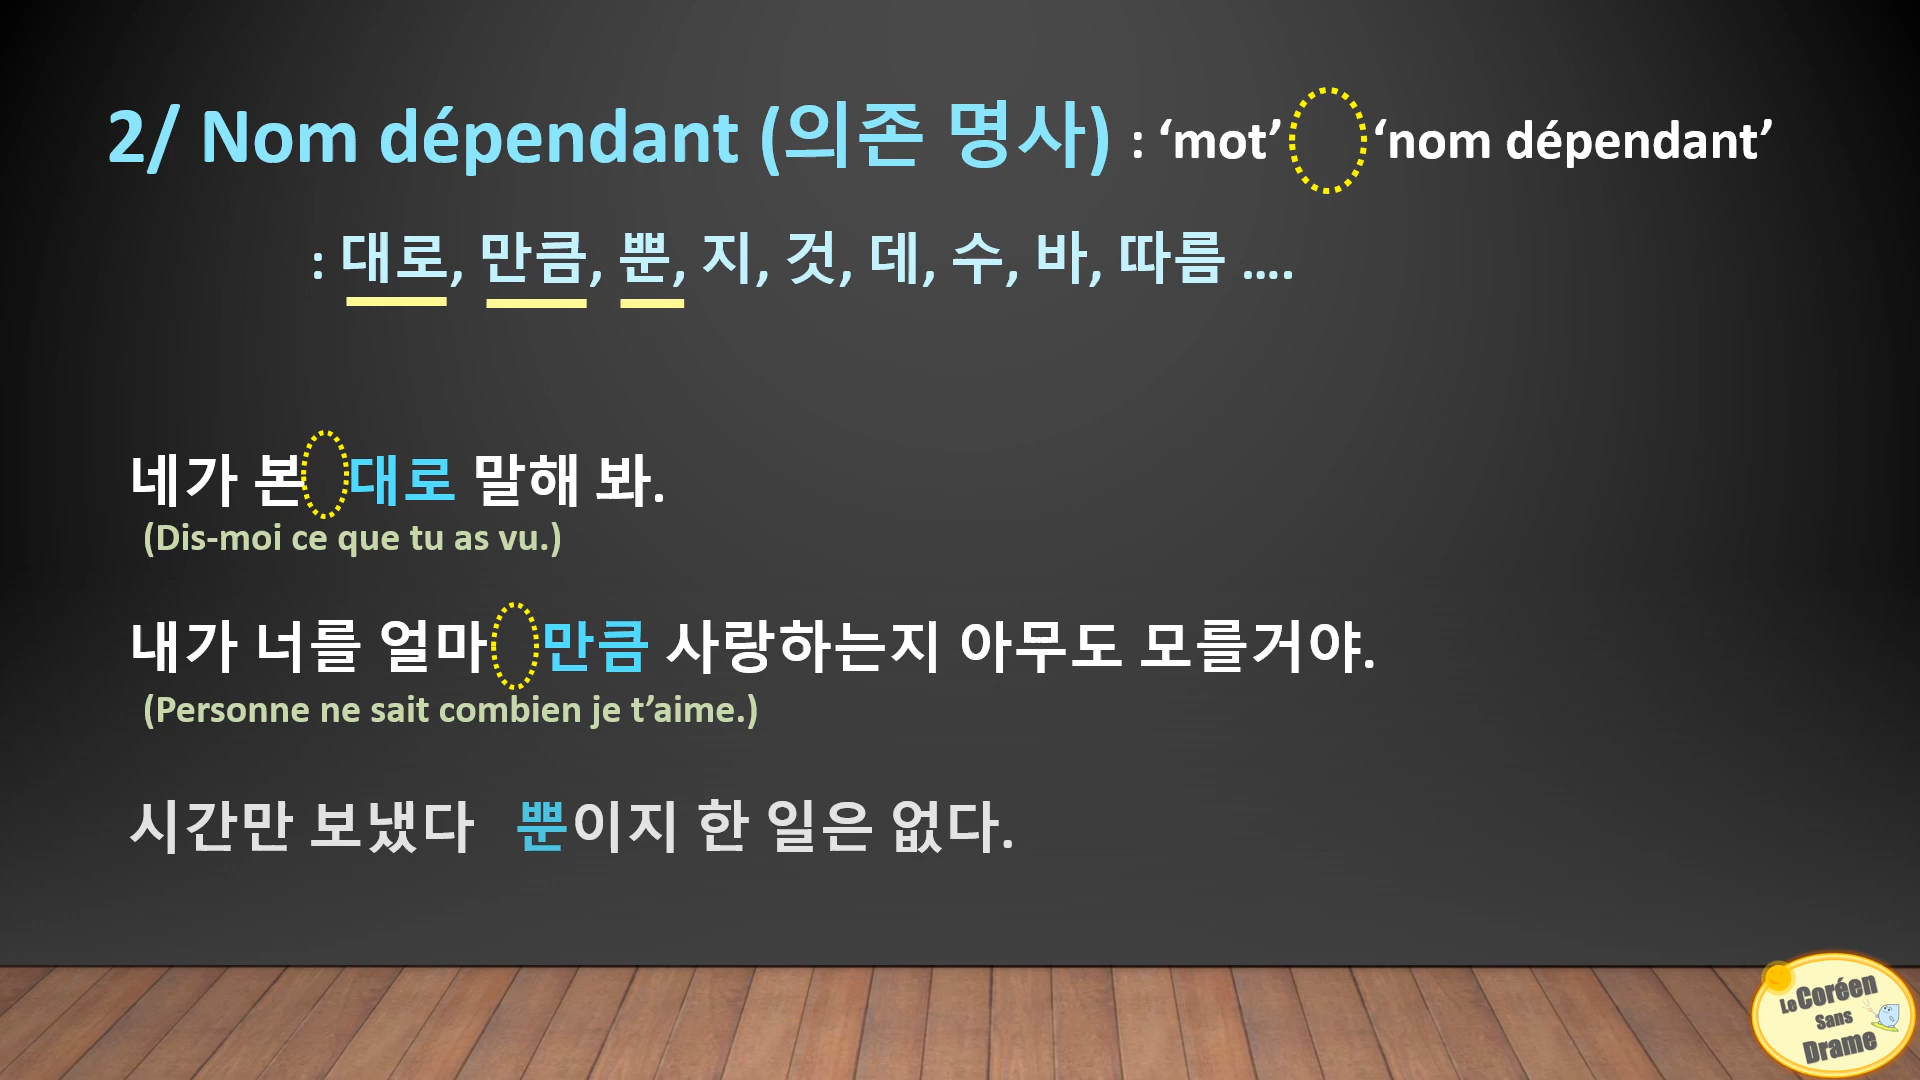 2/ Nom dépendant (의존 명사) : ‘mot’ ‘nom dépendant’
: 대로, 만큼, 뿐, 지, 것, 데, 수, 바, 따름 ....
네가 본 대로 말해 봐.
(Dis-moi ce que tu as vu.)
내가 너를 얼마 만큼 사랑하는지 아무도 모를거야.
(Personne ne sait combien je t’aime.)
시간만 보냈다 뿐이지 한 일은 없다.
Le Coréen
Sans
Drame